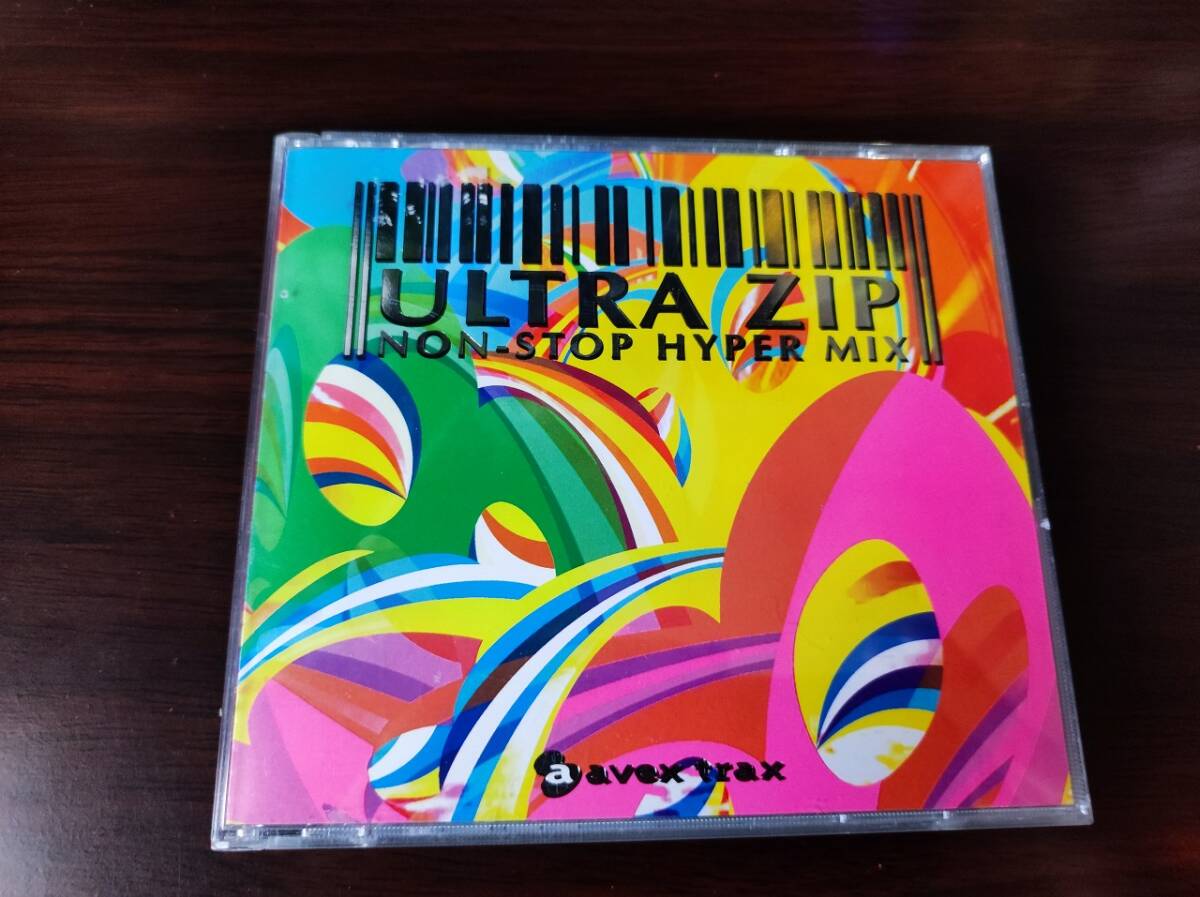 ULTRA ZIP
NON-STOP HYPER MIX
a avex trax